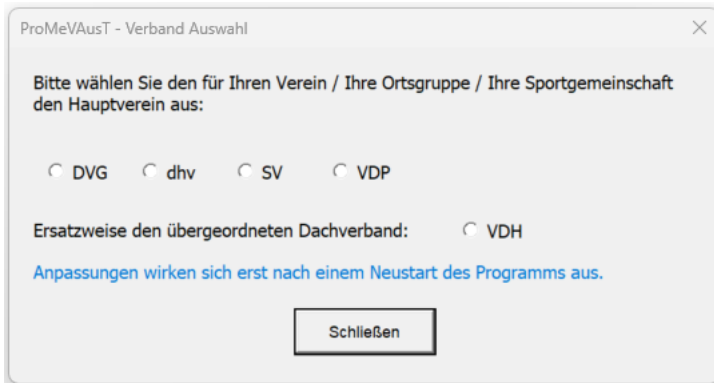 ProMeVAusT - Verband Auswahl
Bitte wählen Sie den für Ihren Verein / Ihre Ortsgruppe / Ihre Sportgemeinschaft
den Hauptverein aus:
DVG dhv SV VDP
Ersatzweise den übergeordneten Dachverband: VDH
Anpassungen wirken sich erst nach einem Neustart des Programms aus.
Schließen